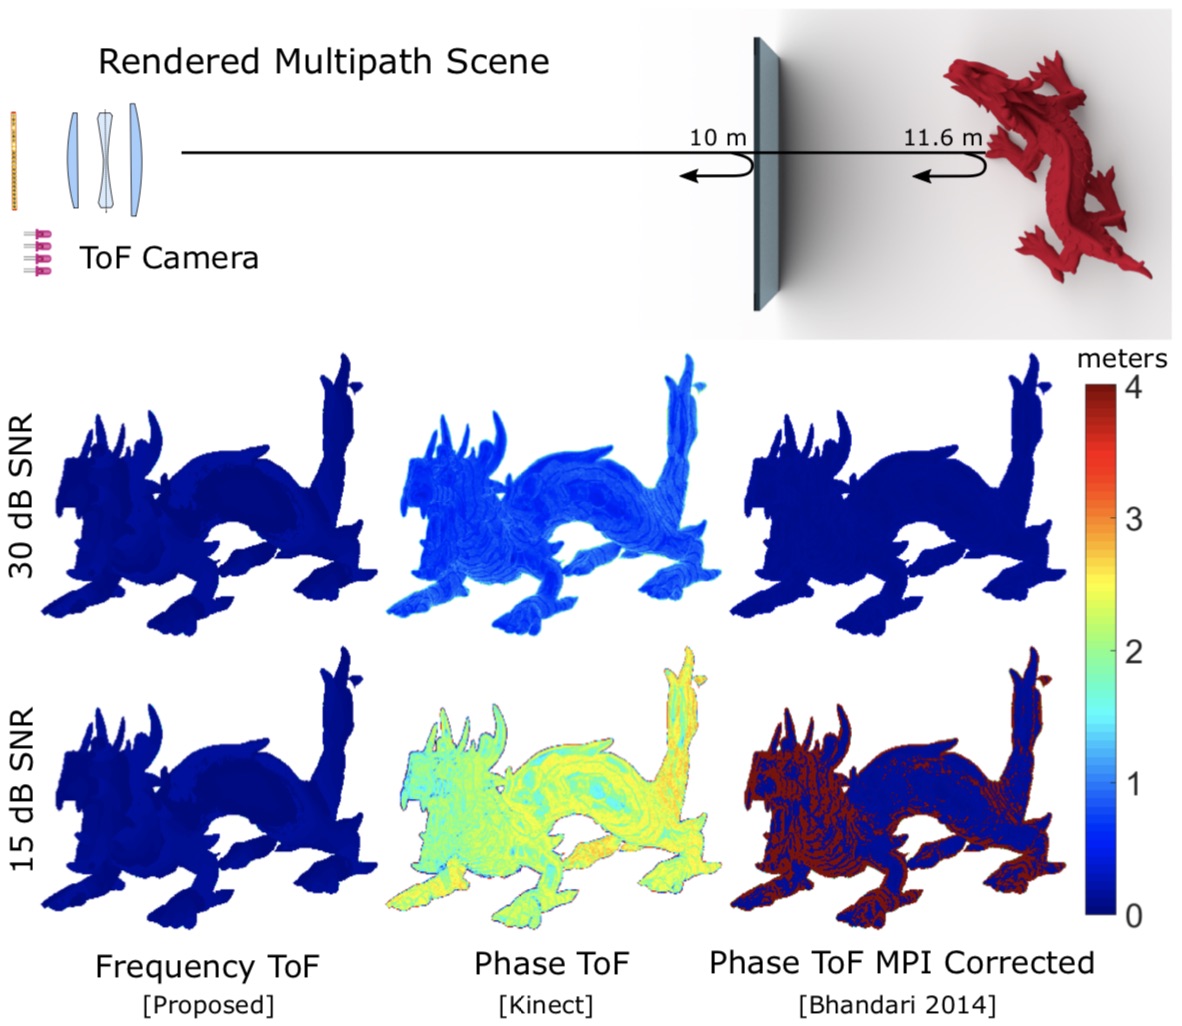 Rendered Multipath Scene
10 m
11.6 m
ToF Camera
meters
30 dB SNR
15 dB SNR
4
3
2
1
0
Frequency ToF
[Proposed]
Phase ToF
[Kinect]
Phase ToF MPI Corrected
[Bhandari 2014]